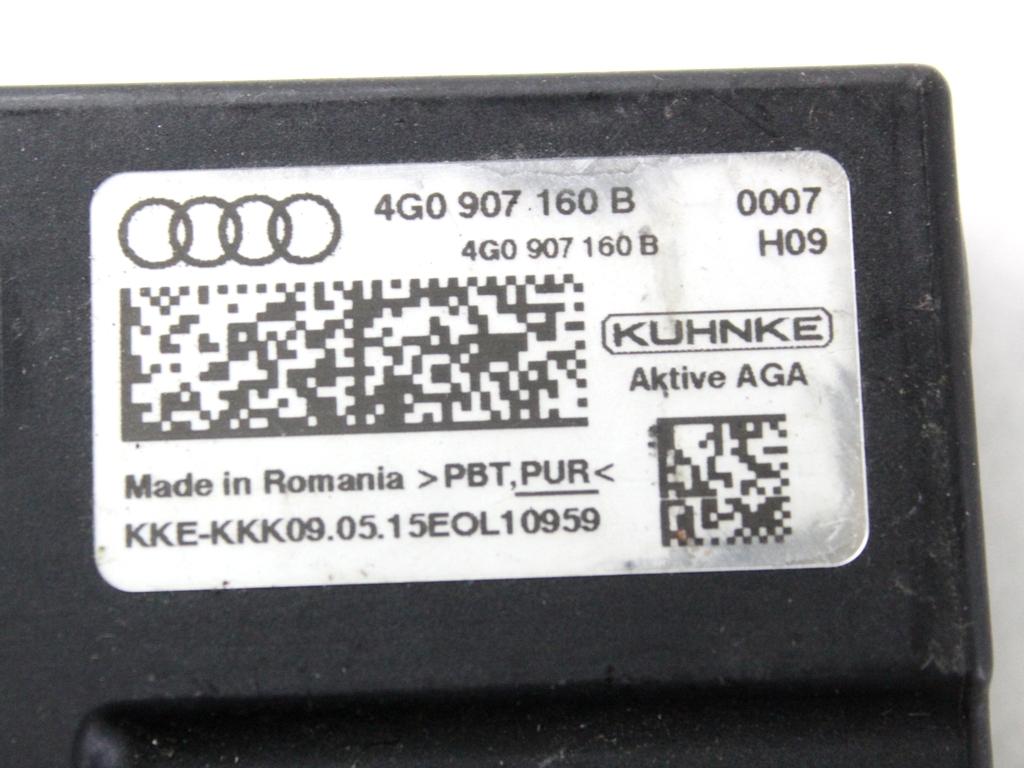 4G0 907 160 B 0007
4G0 907 160 B H09
KUHNKE
Aktive AGA
Made in Romania >PBT,PUR<
KKE-KKK09.05.15EOL10959